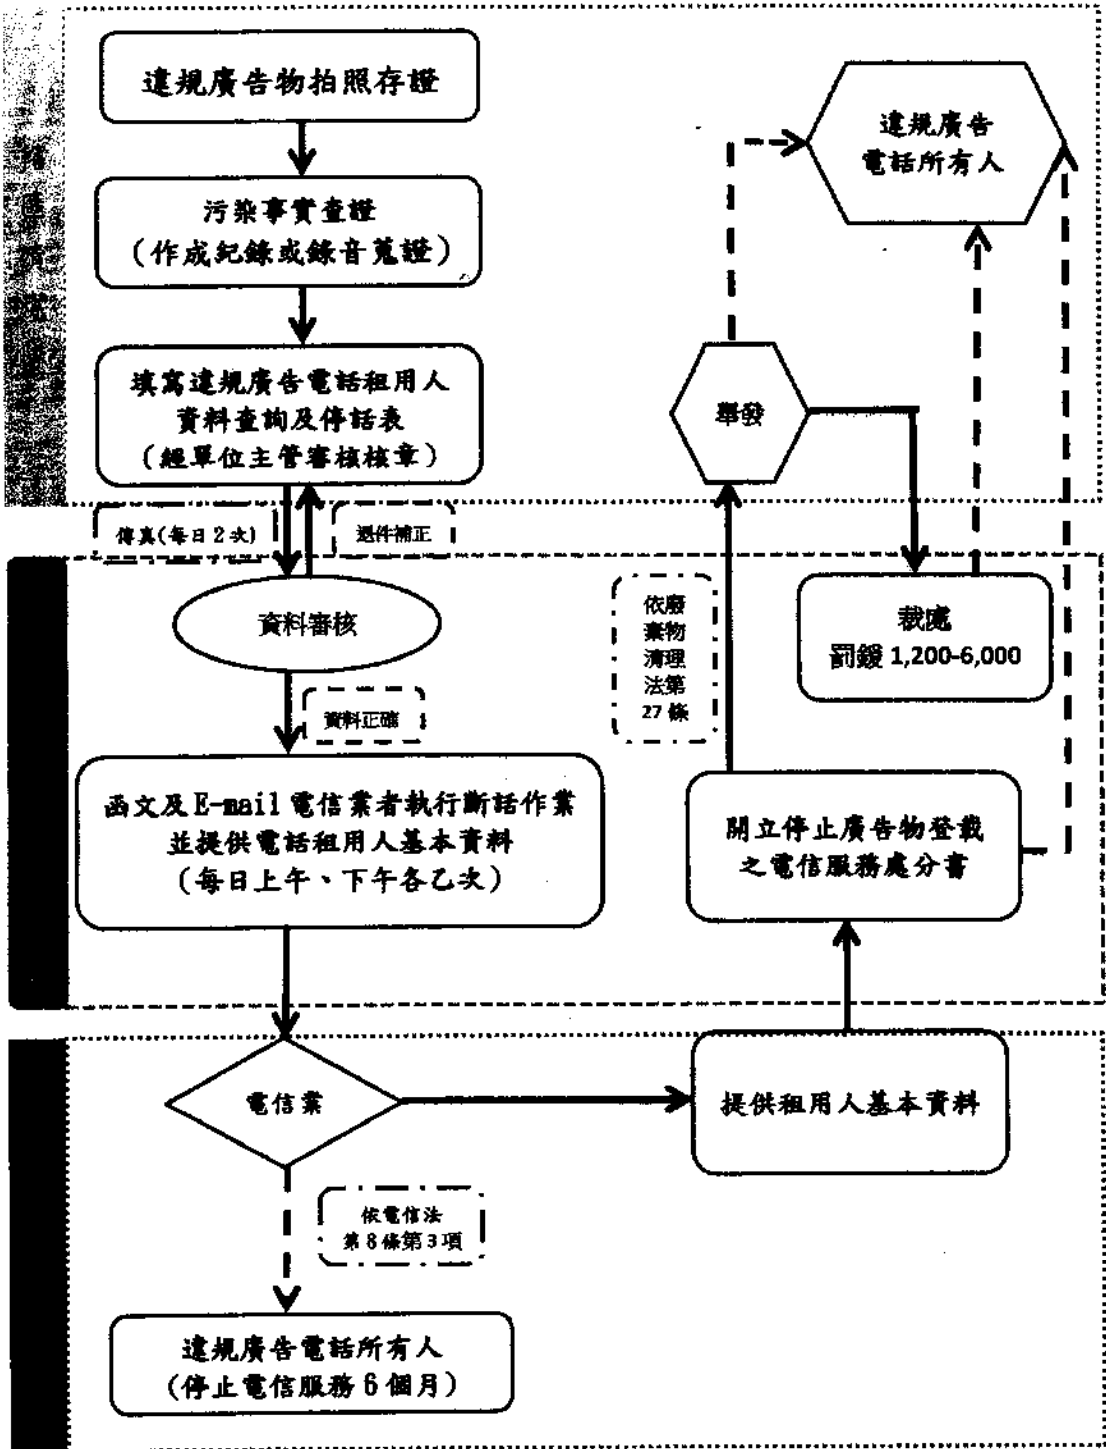 違規廣告物拍照存證
污染事實查證
(作成紀錄或錄音蒐證)
填寫違規廣告電話租用人
資料查詢及停話表
(經單位主管審核核章)
違規廣告
電話所有人
舉發
傳真(每日2次)
退件補正
資料審核
資料正確
依廢
棄物
清理
法第
27條
裁處
罰鍰 1,200-6,000
函文及E-mail電信業者執行斷話作業
並提供電話租用人基本資料
(每日上午、下午各乙次)
開立停止廣告物登載
之電信服務處分書
電信業
提供租用人基本資料
依電信法
第8條第3項
違規廣告電話所有人
(停止電信服務6個月)